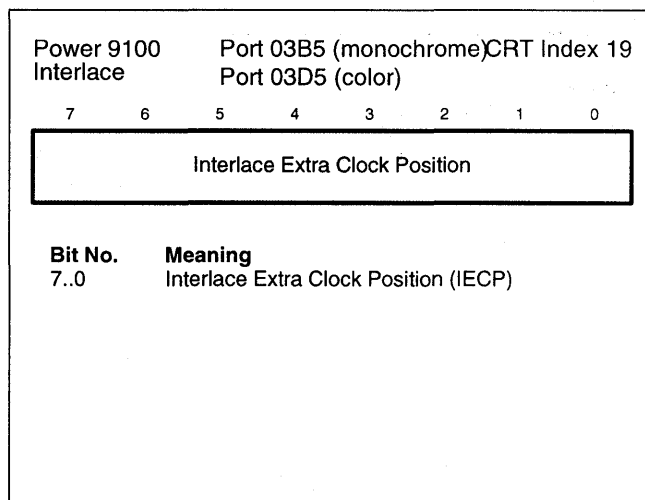 Power 9100 Port 03B5 (monochrome)CRT Index 19
Interlace Port 03D5 (color)
7 6 5 4 3 2 1 0
Interlace Extra Clock Position
Bit No. Meaning
7..0 Interlace Extra Clock Position (IECP)